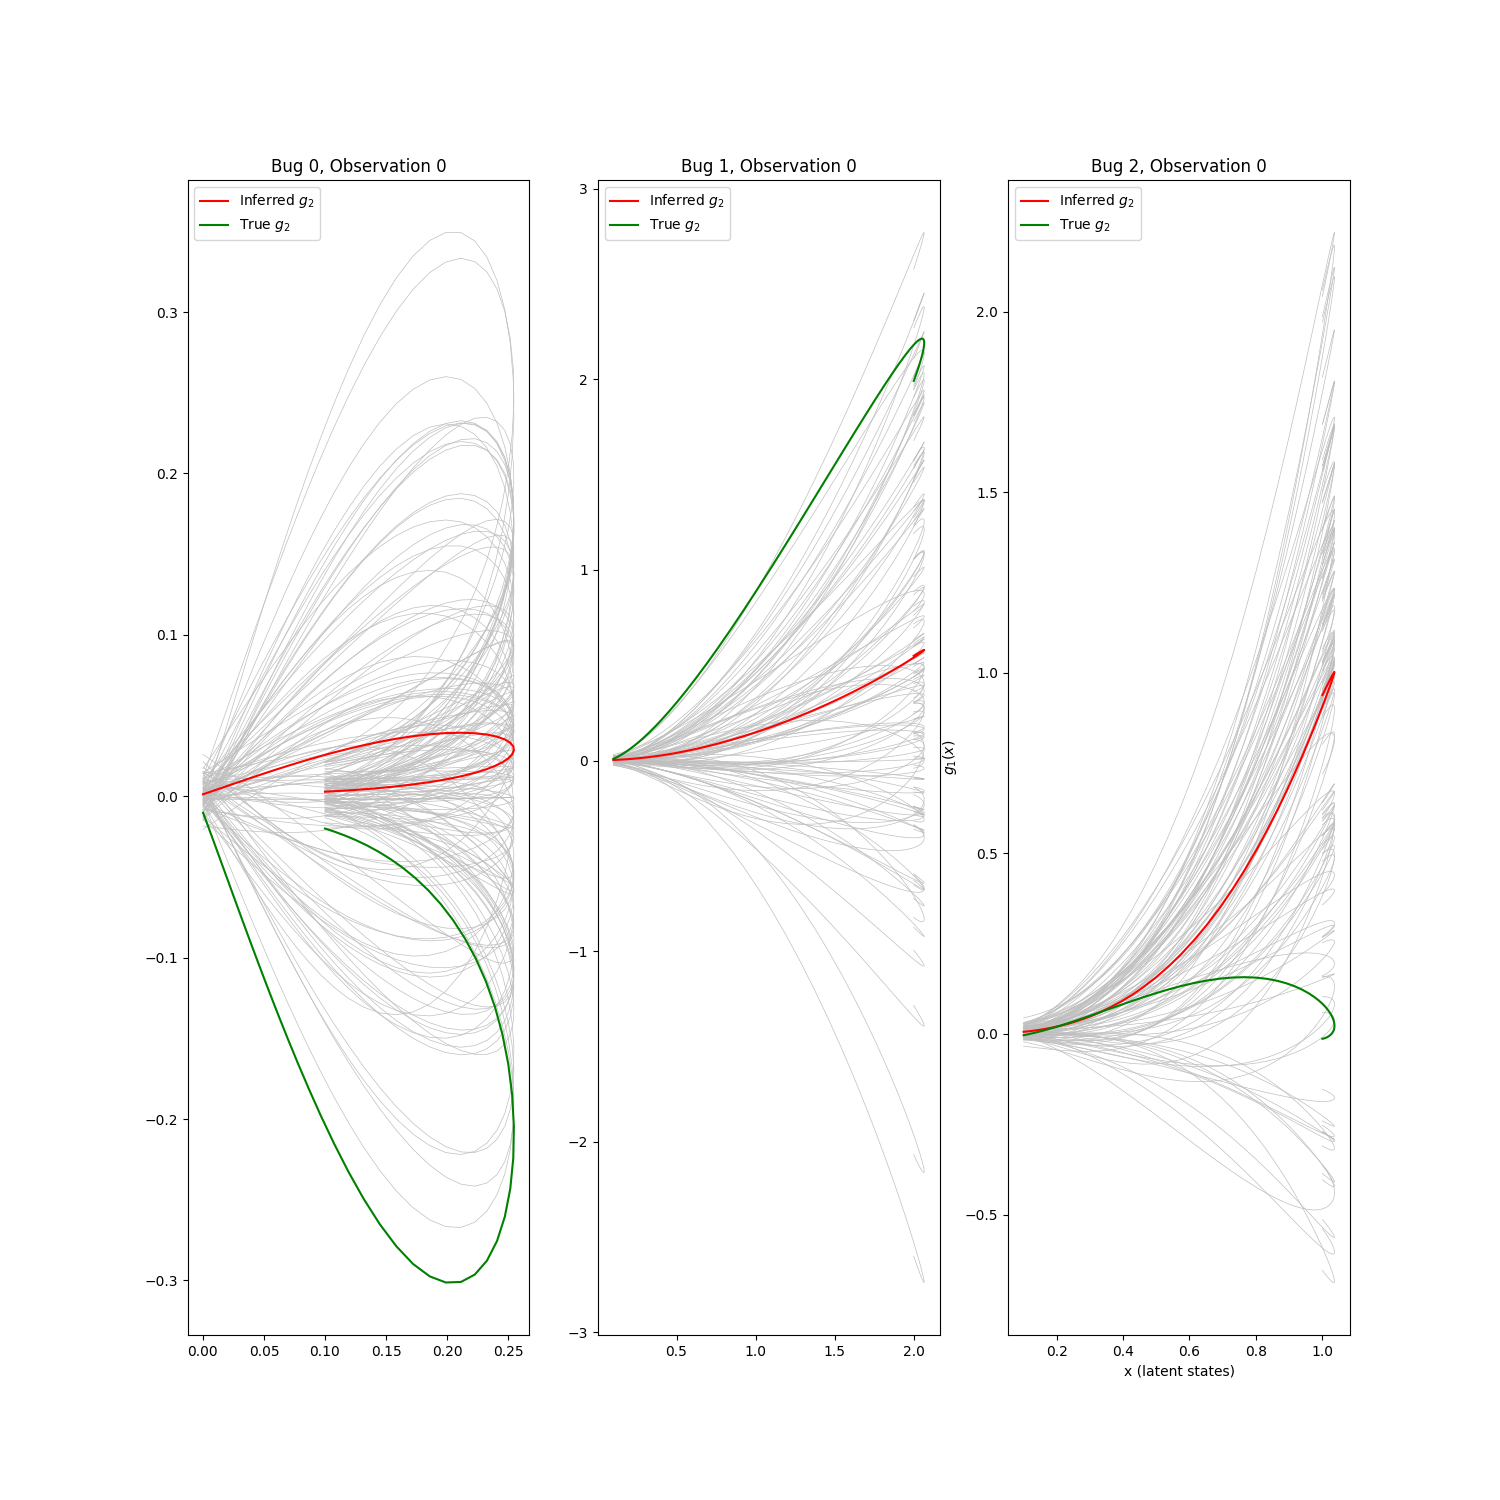 Bug 0, Observation 0
Inferred g₂
True g₂
0.3
0.2
0.1
0.0
−0.1
−0.2
−0.3
0.00 0.05 0.10 0.15 0.20 0.25
Bug 1, Observation 0
Inferred g₂
True g₂
3
2
1
0
−1
−2
−3
0.5 1.0 1.5 2.0
Bug 2, Observation 0
Inferred g₂
True g₂
g₁(x)
2.0
1.5
1.0
0.5
0.0
−0.5
0.2 0.4 0.6 0.8 1.0
x (latent states)